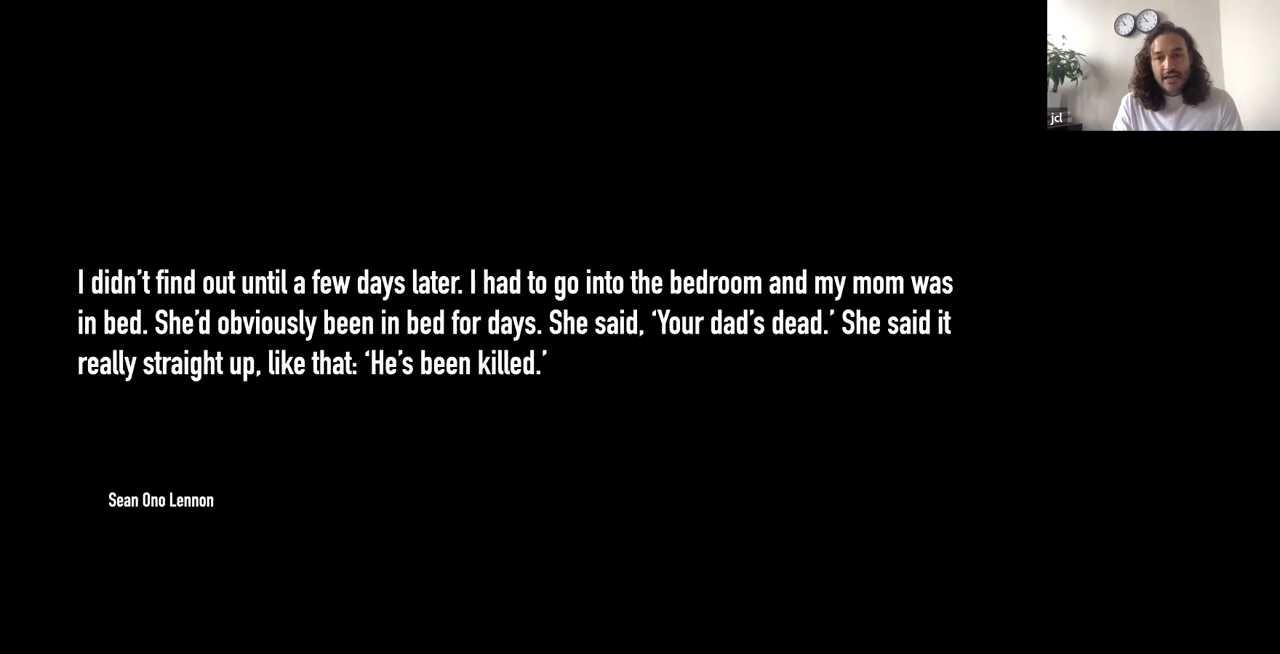 jcl
I didn’t find out until a few days later. I had to go into the bedroom and my mom was
in bed. She’d obviously been in bed for days. She said, ‘Your dad’s dead.’ She said it
really straight up, like that: ‘He’s been killed.’
Sean Ono Lennon